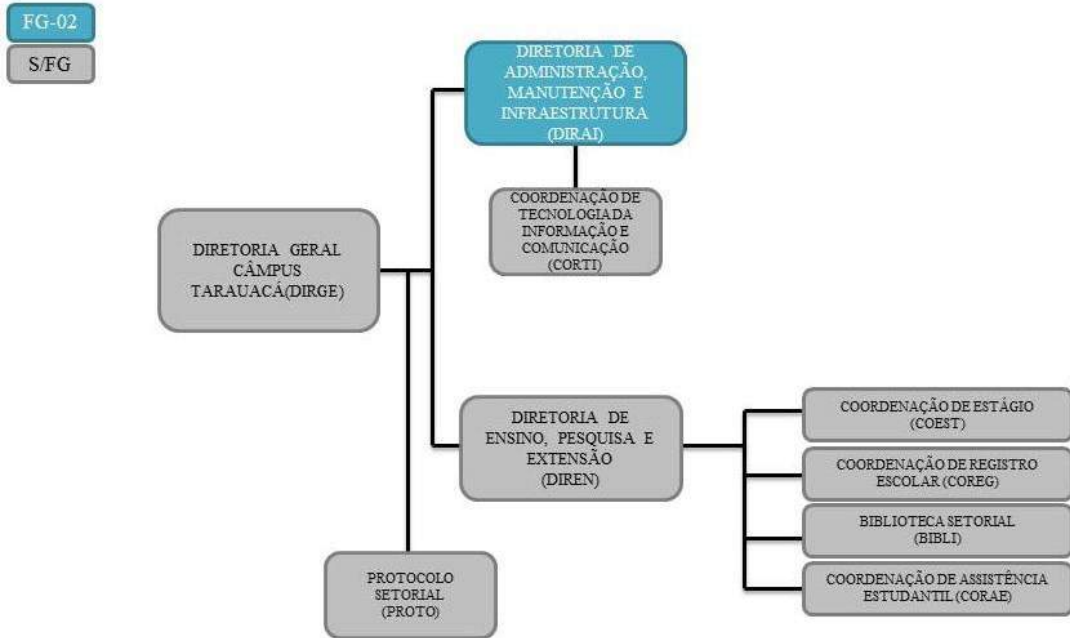 FG-02
S/FG
DIRETORIA DE
ADMINISTRAÇÃO,
MANUTENÇÃO E
INFRAESTRUTURA
(DIRAI)
COORDENAÇÃO DE
TECNOLOGIA DA
INFORMAÇÃO E
COMUNICAÇÃO
(CORTI)
DIRETORIA GERAL
CÂMPUS
TARAUACÁ(DIRGE)
DIRETORIA DE
ENSINO, PESQUISA E
EXTENSÃO
(DIREN)
COORDENAÇÃO DE ESTÁGIO
(COEST)
COORDENAÇÃO DE REGISTRO
ESCOLAR (COREG)
BIBLIOTECA SETORIAL
(BIBLI)
COORDENAÇÃO DE ASSISTÊNCIA
ESTUDANTIL (CORAE)
PROTOCOLO
SETORIAL
(PROTO)